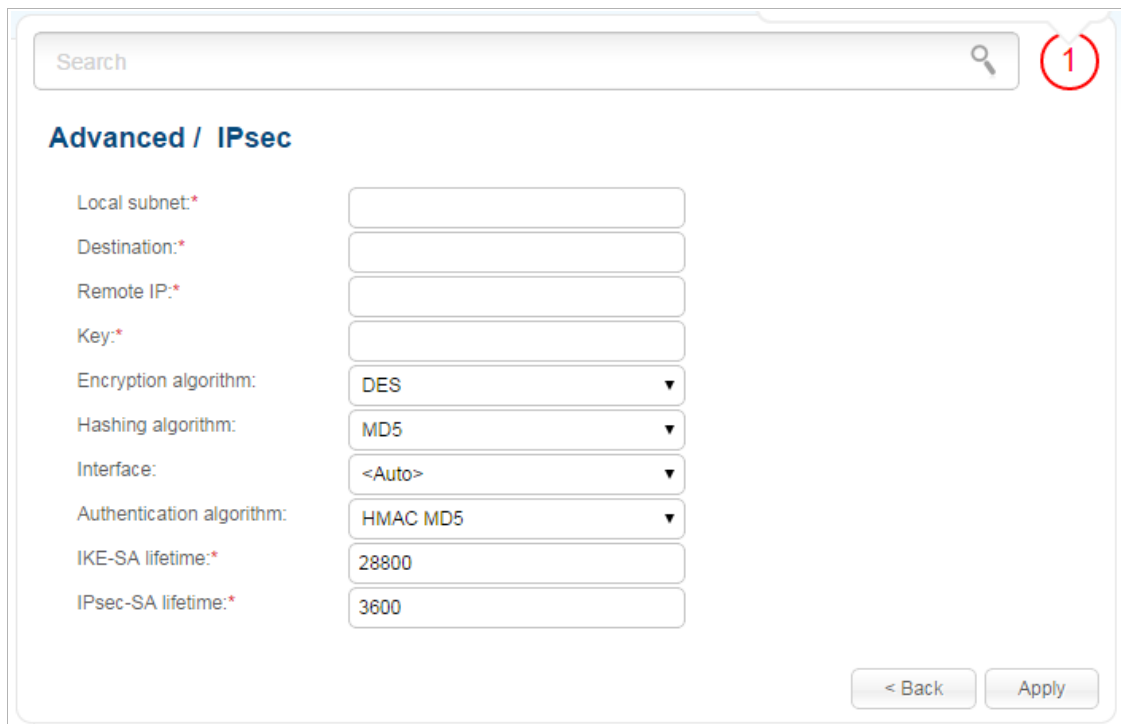 Search
1
Advanced / IPsec
Local subnet:*
Destination:*
Remote IP:*
Key:*
Encryption algorithm: DES
Hashing algorithm: MD5
Interface: <Auto>
Authentication algorithm: HMAC MD5
IKE-SA lifetime:* 28800
IPsec-SA lifetime:* 3600
< Back Apply